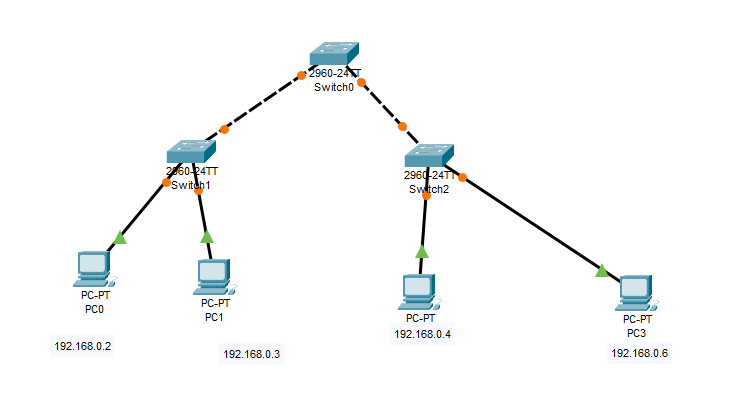 2960-24TT
Switch0
2960-24TT
Switch1
2960-24TT
Switch2
PC-PT
PC0
PC-PT
PC1
PC-PT
PC-PT
PC3
192.168.0.2
192.168.0.3
192.168.0.4
192.168.0.6